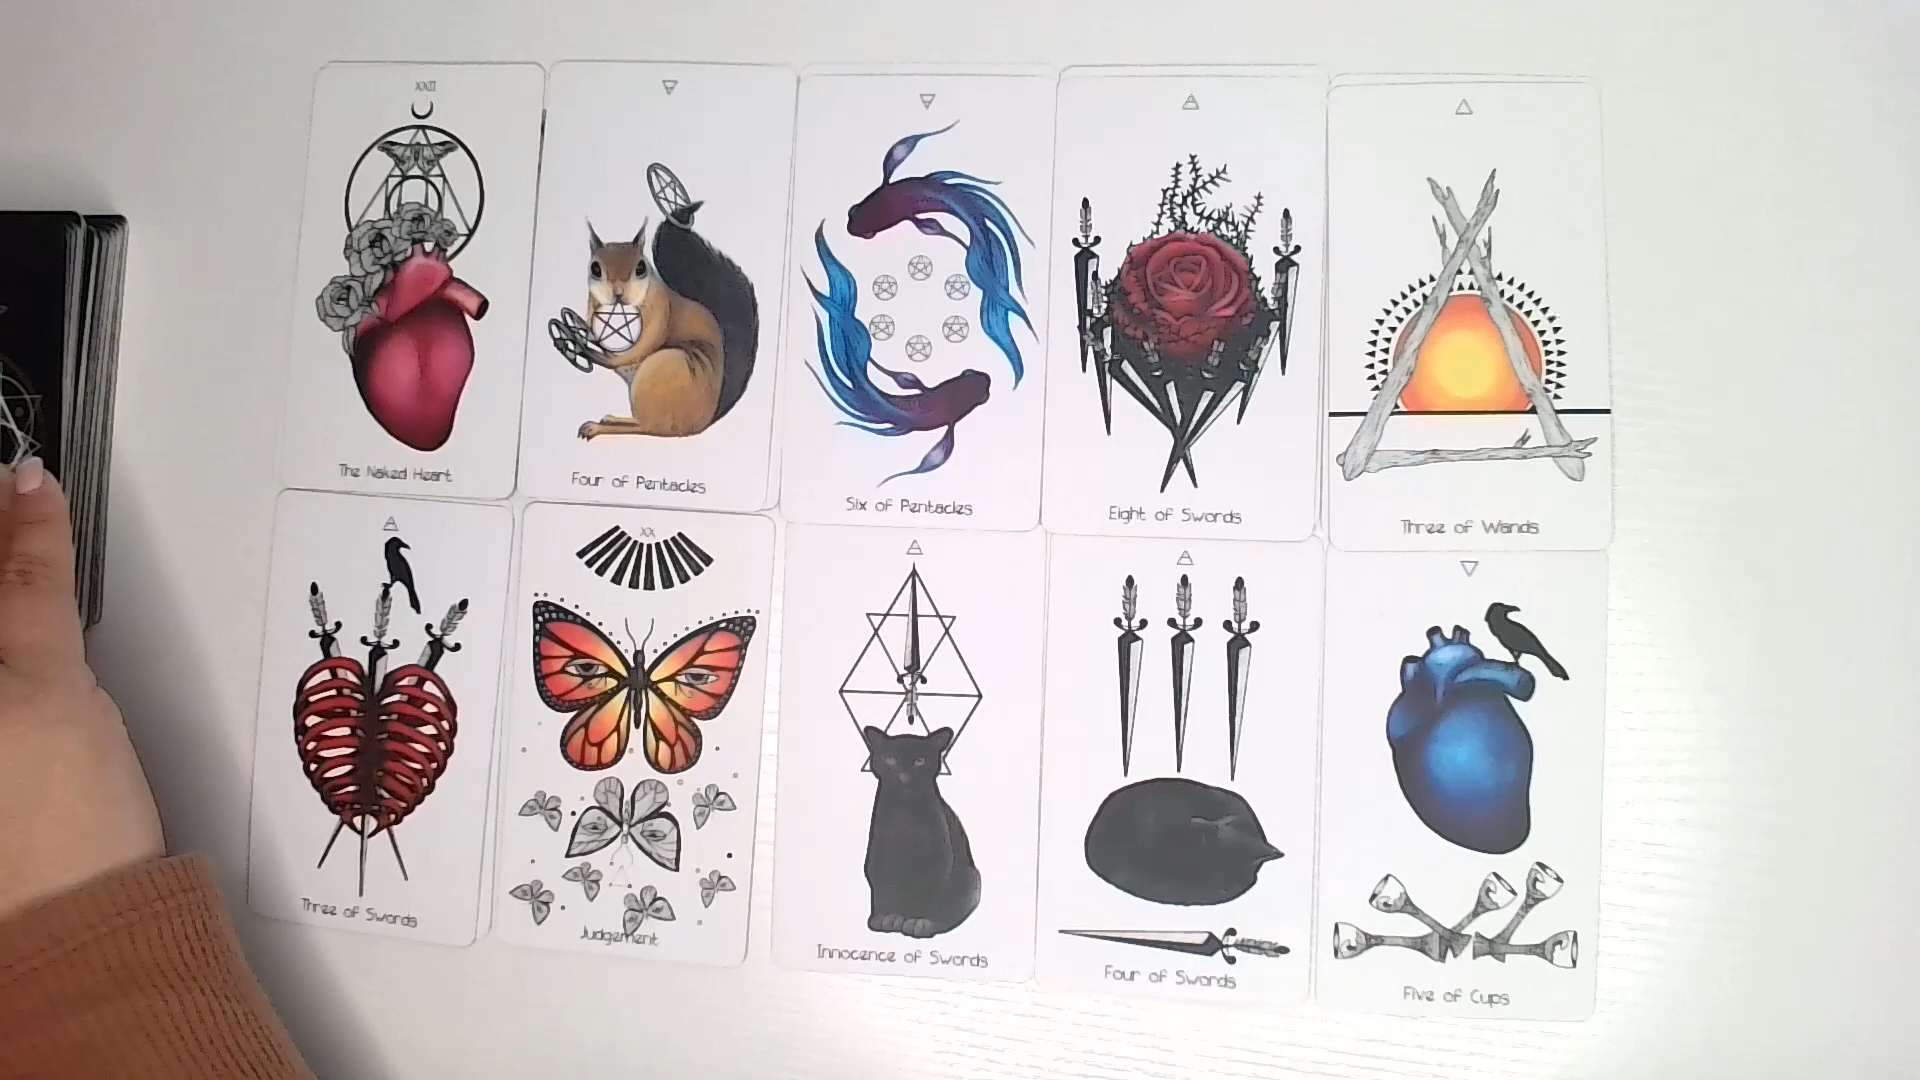 XXII
The Naked Heart
Four of Pentacles
Six of Pentacles
Eight of Swords
Three of Wands
Three of Swords
XX
Judgement
Innocence of Swords
Four of Swords
Five of Cups